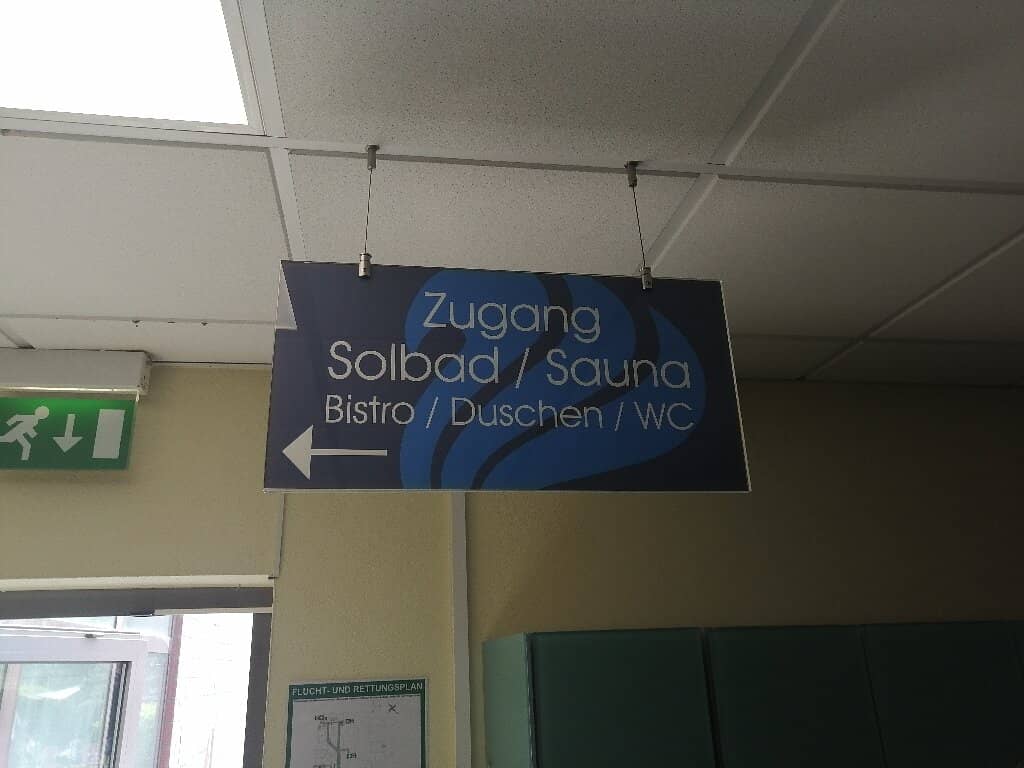 Zugang
Solbad / Sauna
Bistro / Duschen / WC
FLUCHT- UND RETTUNGSPLAN